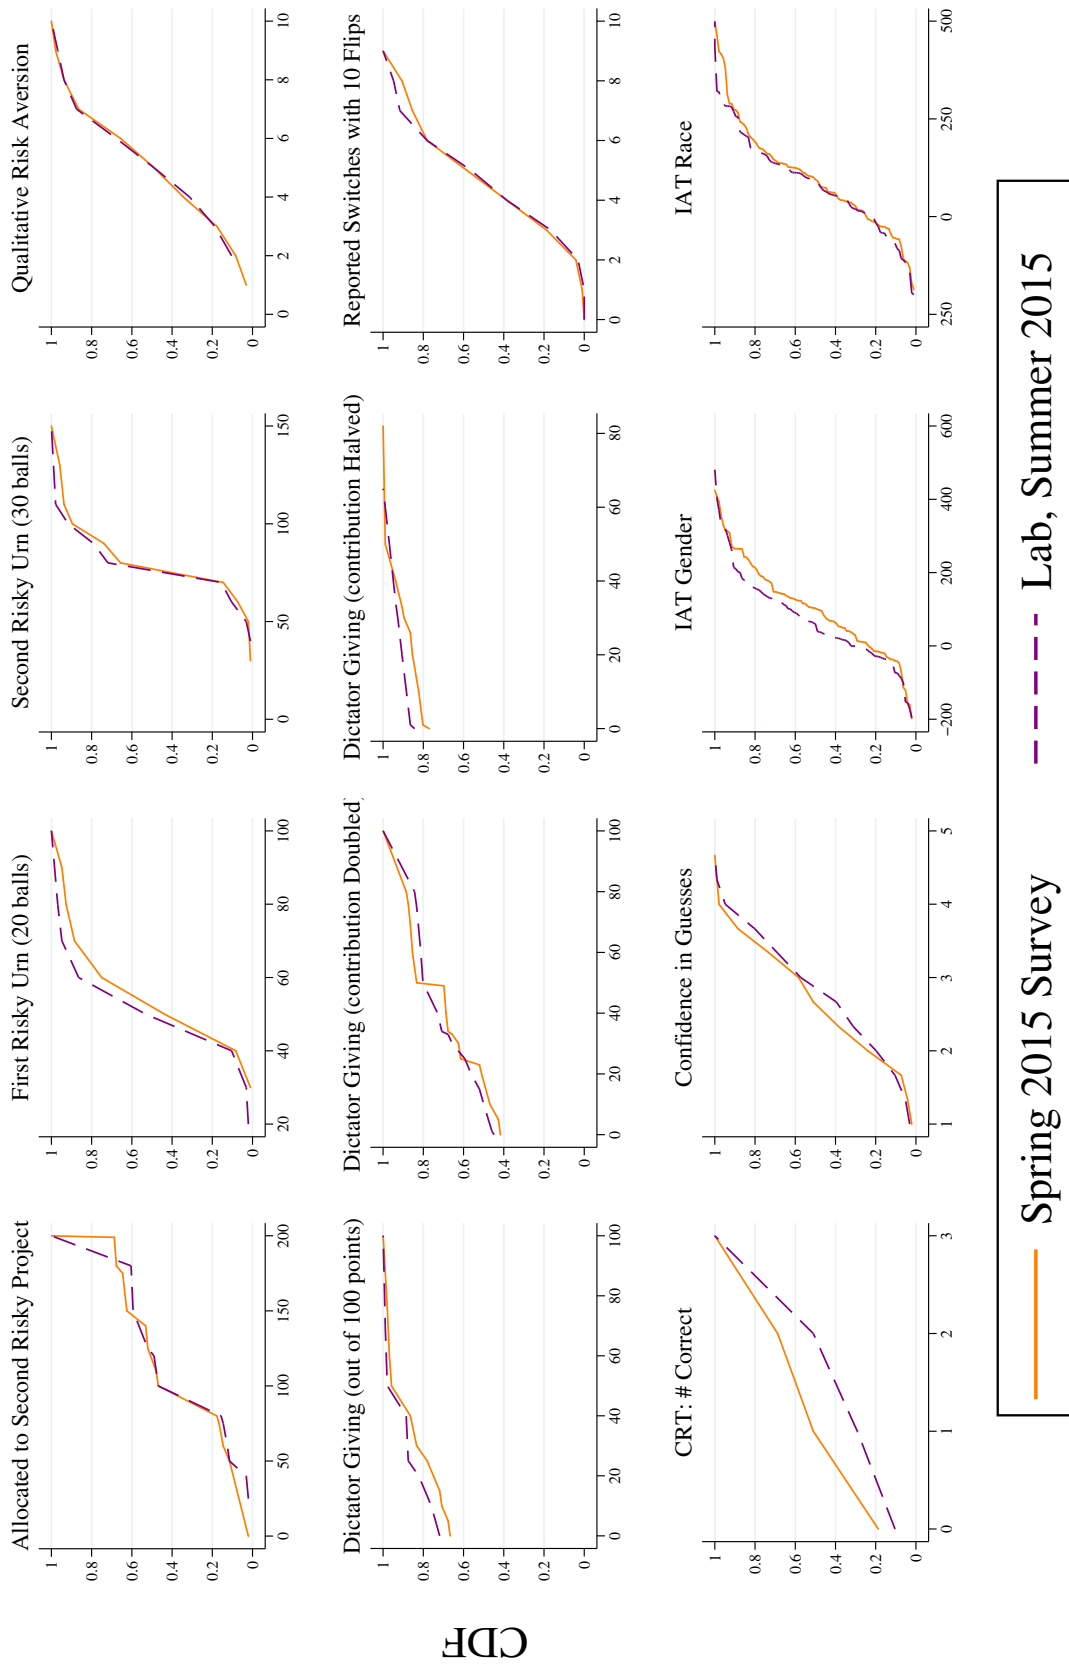 CDF
Allocated to Second Risky Project
1
0.8
0.6
0.4
0.2
0
0 50 100 150 200
First Risky Urn (20 balls)
1
0.8
0.6
0.4
0.2
0
20 40 60 80 100
Second Risky Urn (30 balls)
1
0.8
0.6
0.4
0.2
0
0 50 100 150
Qualitative Risk Aversion
1
0.8
0.6
0.4
0.2
0
0 2 4 6 8 10
Dictator Giving (out of 100 points)
1
0.8
0.6
0.4
0.2
0
0 20 40 60 80 100
Dictator Giving (contribution Doubled)
1
0.8
0.6
0.4
0.2
0
0 20 40 60 80 100
Dictator Giving (contribution Halved)
1
0.8
0.6
0.4
0.2
0
0 20 40 60 80
Reported Switches with 10 Flips
1
0.8
0.6
0.4
0.2
0
0 2 4 6 8 10
CRT: # Correct
1
0.8
0.6
0.4
0.2
0
0 1 2 3
Confidence in Guesses
1
0.8
0.6
0.4
0.2
0
1 2 3 4 5
IAT Gender
1
0.8
0.6
0.4
0.2
0
−200 0 200 400 600
IAT Race
1
0.8
0.6
0.4
0.2
0
250 0 250 500
Spring 2015 Survey Lab, Summer 2015